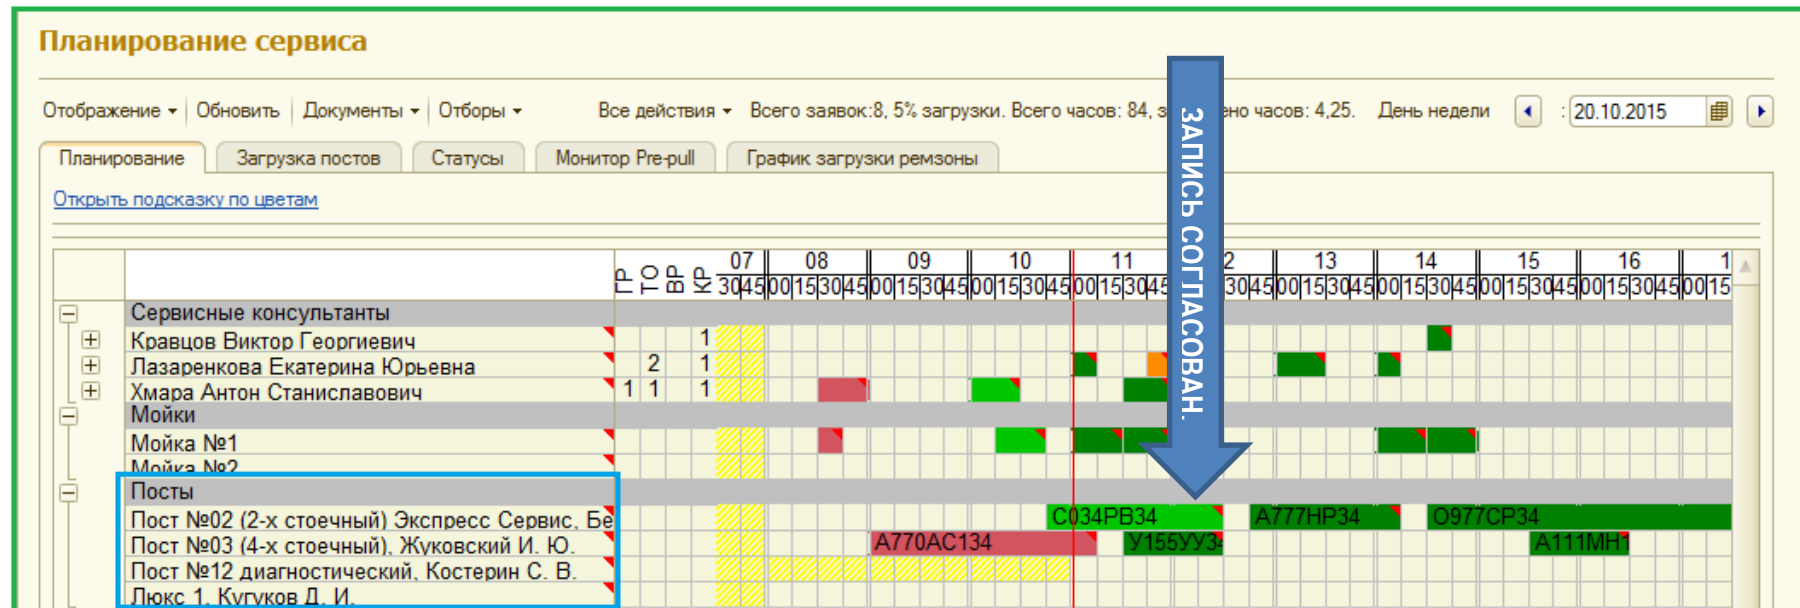 Планирование сервиса
Отображение Обновить Документы Отборы Все действия Всего заявок:8, 5% загрузки. Всего часов: 84, з ено часов: 4,25. День недели : 20.10.2015
Планирование Загрузка постов Статусы Монитор Pre-pull График загрузки ремзоны
Открыть подсказку по цветам
ЗАПИСЬ СОГЛАСОВАН.
ТО ВР КР 07 08 09 10 11 2 13 14 15 16 1
30 45 00 15 30 45 00 15 30 45 00 15 30 45 00 15 30 45 30 45 00 15 30 45 00 15 30 45 00 15 30 45 00 15 30 45 00 15
Сервисные консультанты
Кравцов Виктор Георгиевич 1
Лазаренкова Екатерина Юрьевна 2 1
Хмара Антон Станиславович 1 1 1
Мойки
Мойка №1
Мойка №2
Посты
Пост №02 (2-х стоечный) Экспресс Сервис, Бе С034РВ34 А777НР34 О977СР34
Пост №03 (4-х стоечный), Жуковский И. Ю. А770АС134 У155УУ34 А111МН1
Пост №12 диагностический, Костерин С. В.
Люкс 1, Кугуков Д. И.